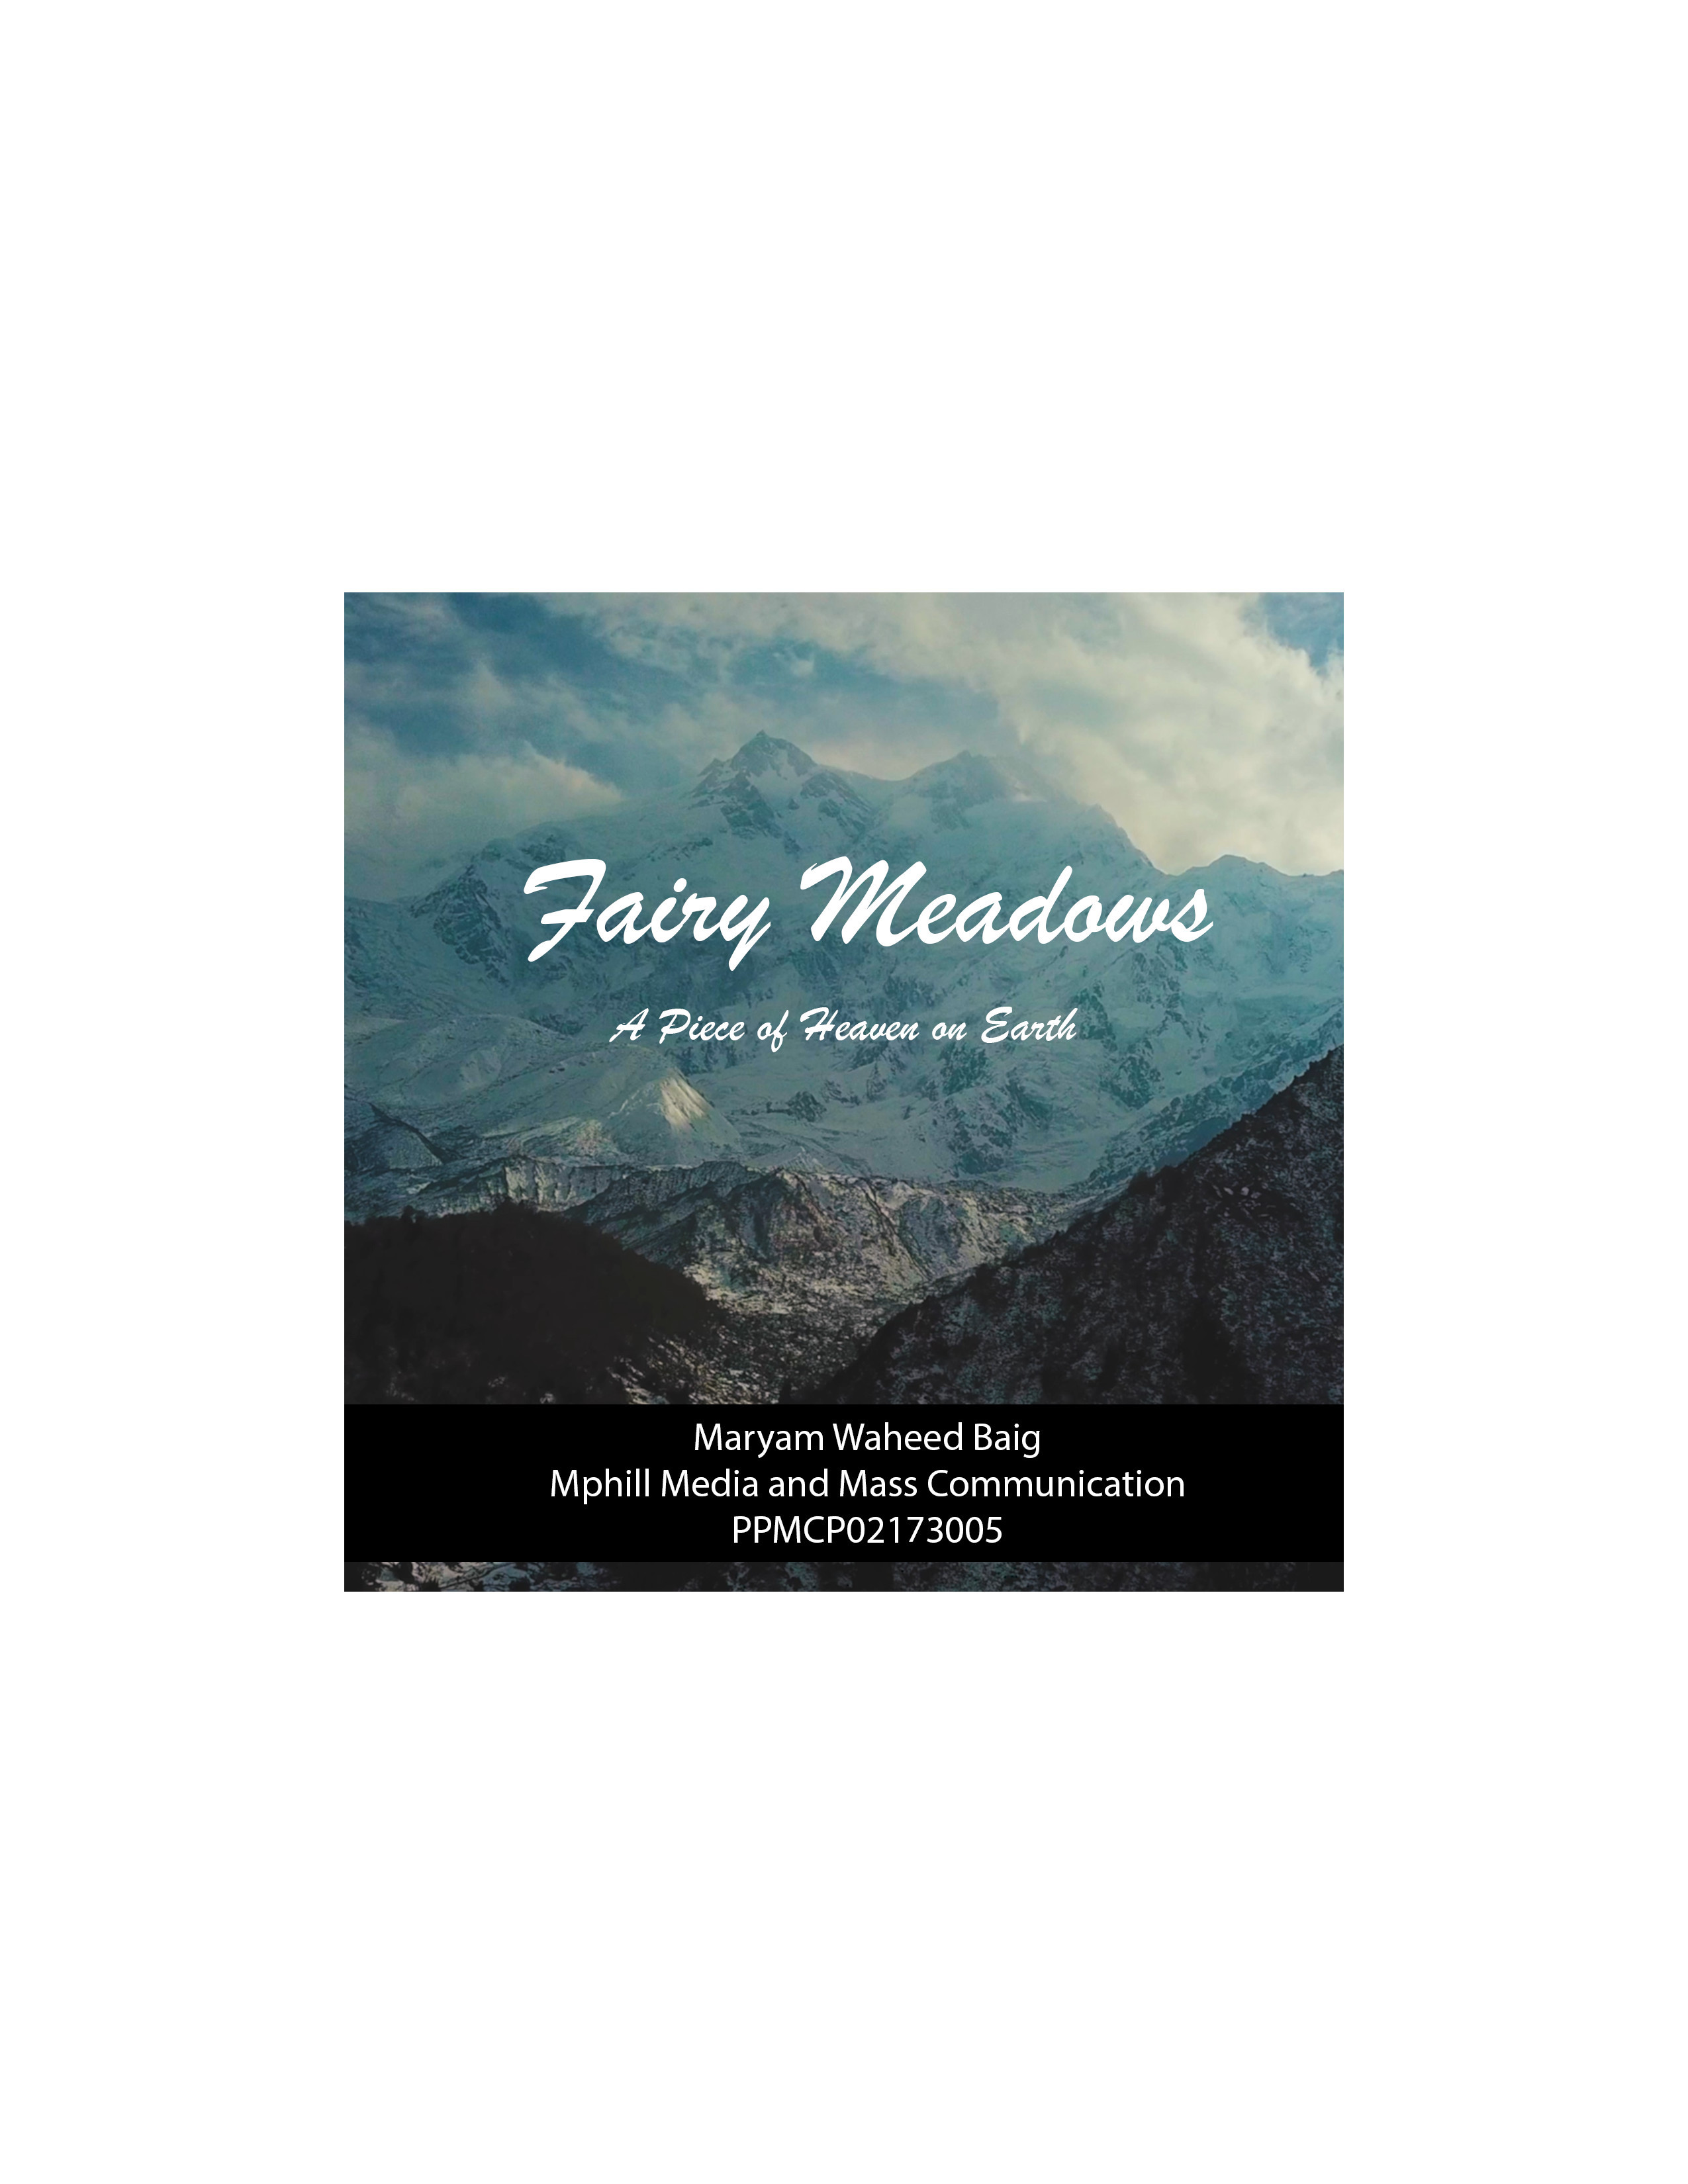 Fairy Meadows
A Piece of Heaven on Earth
Maryam Waheed Baig
Mphill Media and Mass Communication
PPMCP02173005